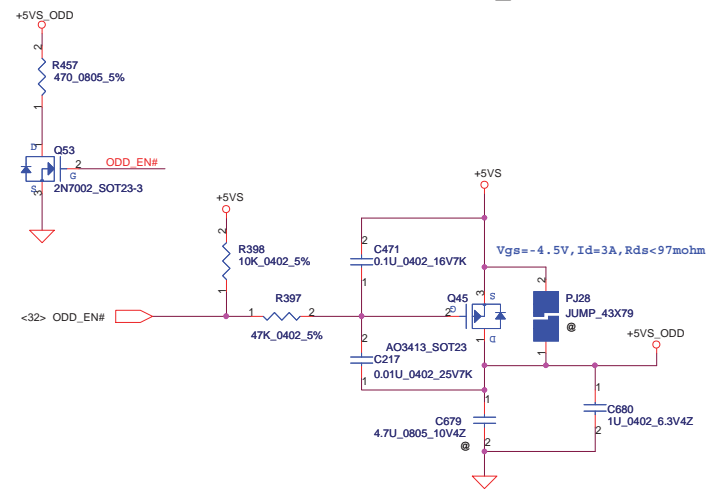 +5VS_ODD
2
R457
470_0805_5%
1
D
1
Q53
2
ODD_EN#
G
S
3
2N7002_SOT23-3
+5VS
+5VS
2
R398
10K_0402_5%
1
2
C471
0.1U_0402_16V7K
1
Vgs=-4.5V,Id=3A,Rds<97mohm
2
PJ28
JUMP_43X79
@
1
<32> ODD_EN#
1
R397
2
47K_0402_5%
3
S
Q45
G
2
D
1
AO3413_SOT23
+5VS_ODD
2
C217
0.01U_0402_25V7K
1
1
C679
4.7U_0805_10V4Z
@
2
1
C680
1U_0402_6.3V4Z
2